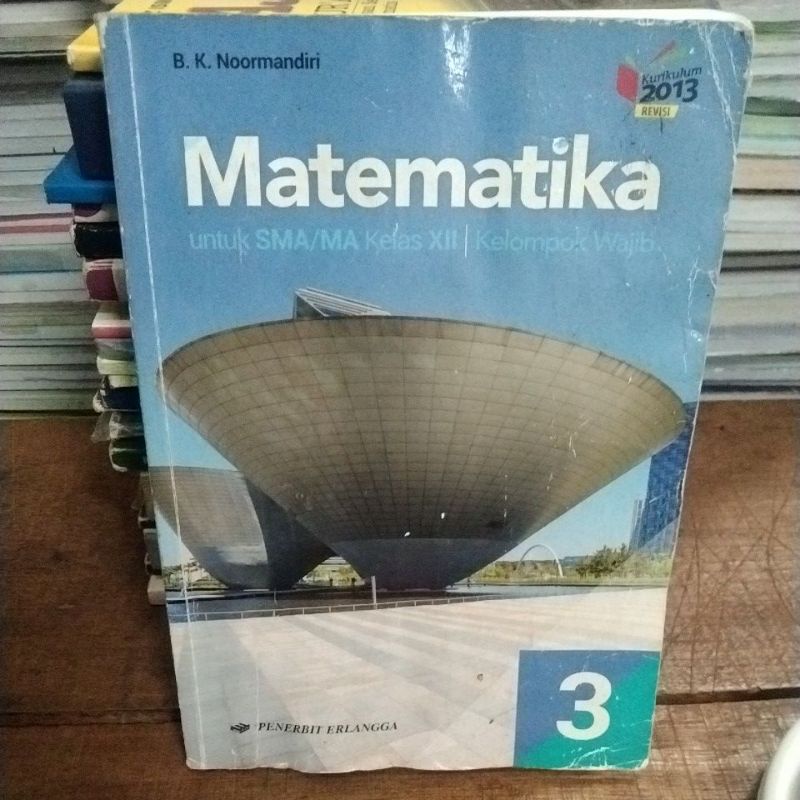 B. K. Noormandiri
Kurikulum
2013
REVISI
Matematika
untuk SMA/MA Kelas XII | Kelompok Wajib
3
PENERBIT ERLANGGA